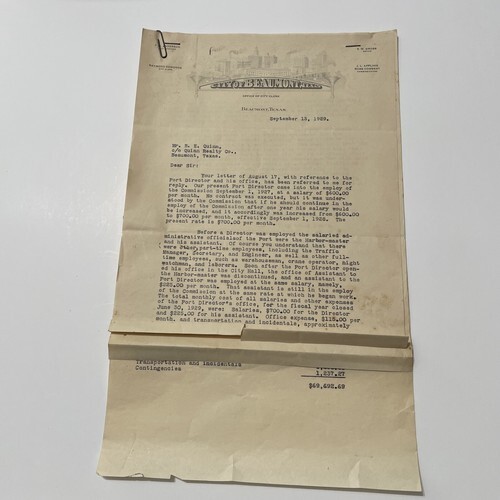 CITY OF BEAUMONT
BEAUMONT, TEXAS.
September 15, 1928.
Mr. R. E. Quinn,
c/o Quinn Realty Co.,
Beaumont, Texas.
Dear Sir:
Your letter of August 17, with reference to the
Port Director and his office, has been referred to me for
reply. Our present Port Director came into the employ of
the Commission September 1, 1927, at a salary of $600.00
per month. No contract was executed, but it was under-
stood by the Commission that if he should continue in the
employ of the Commission after one year his salary would
be increased, and it accordingly was increased from $600.00
to $700.00 per month, effective September 1, 1928. The
present rate is $700.00 per month.
Before a Director was employed the salaried ad-
ministrative officials of the Port were the Harbor-master
and his assistant. Of course you understand that there
were other part-time employees, including the Traffic
Manager, Secretary, and Engineer, as well as other full-
time employees, such as warehouseman, crane operator, night
watchman, and laborers. Soon after the Port Director open-
ed his office in the City Hall, the office of Assistant to
the Harbor-master was discontinued, and an assistant to the
Port Director was employed at the same salary, namely,
$225.00 per month. That assistant is still in the employ
of the Commission at the same rate at which he began work.
The total monthly cost of all salaries and other expenses
of the Port Director's office, for the fiscal year closed
June 30, 1929, were: Salaries, $700.00 for the Director
and $225.00 for his assistant. Office expense, $115.00 per
month, and transportation and incidentals, approximately
Transportation and Incidentals
Contingencies 1,237.27
$69,692.49